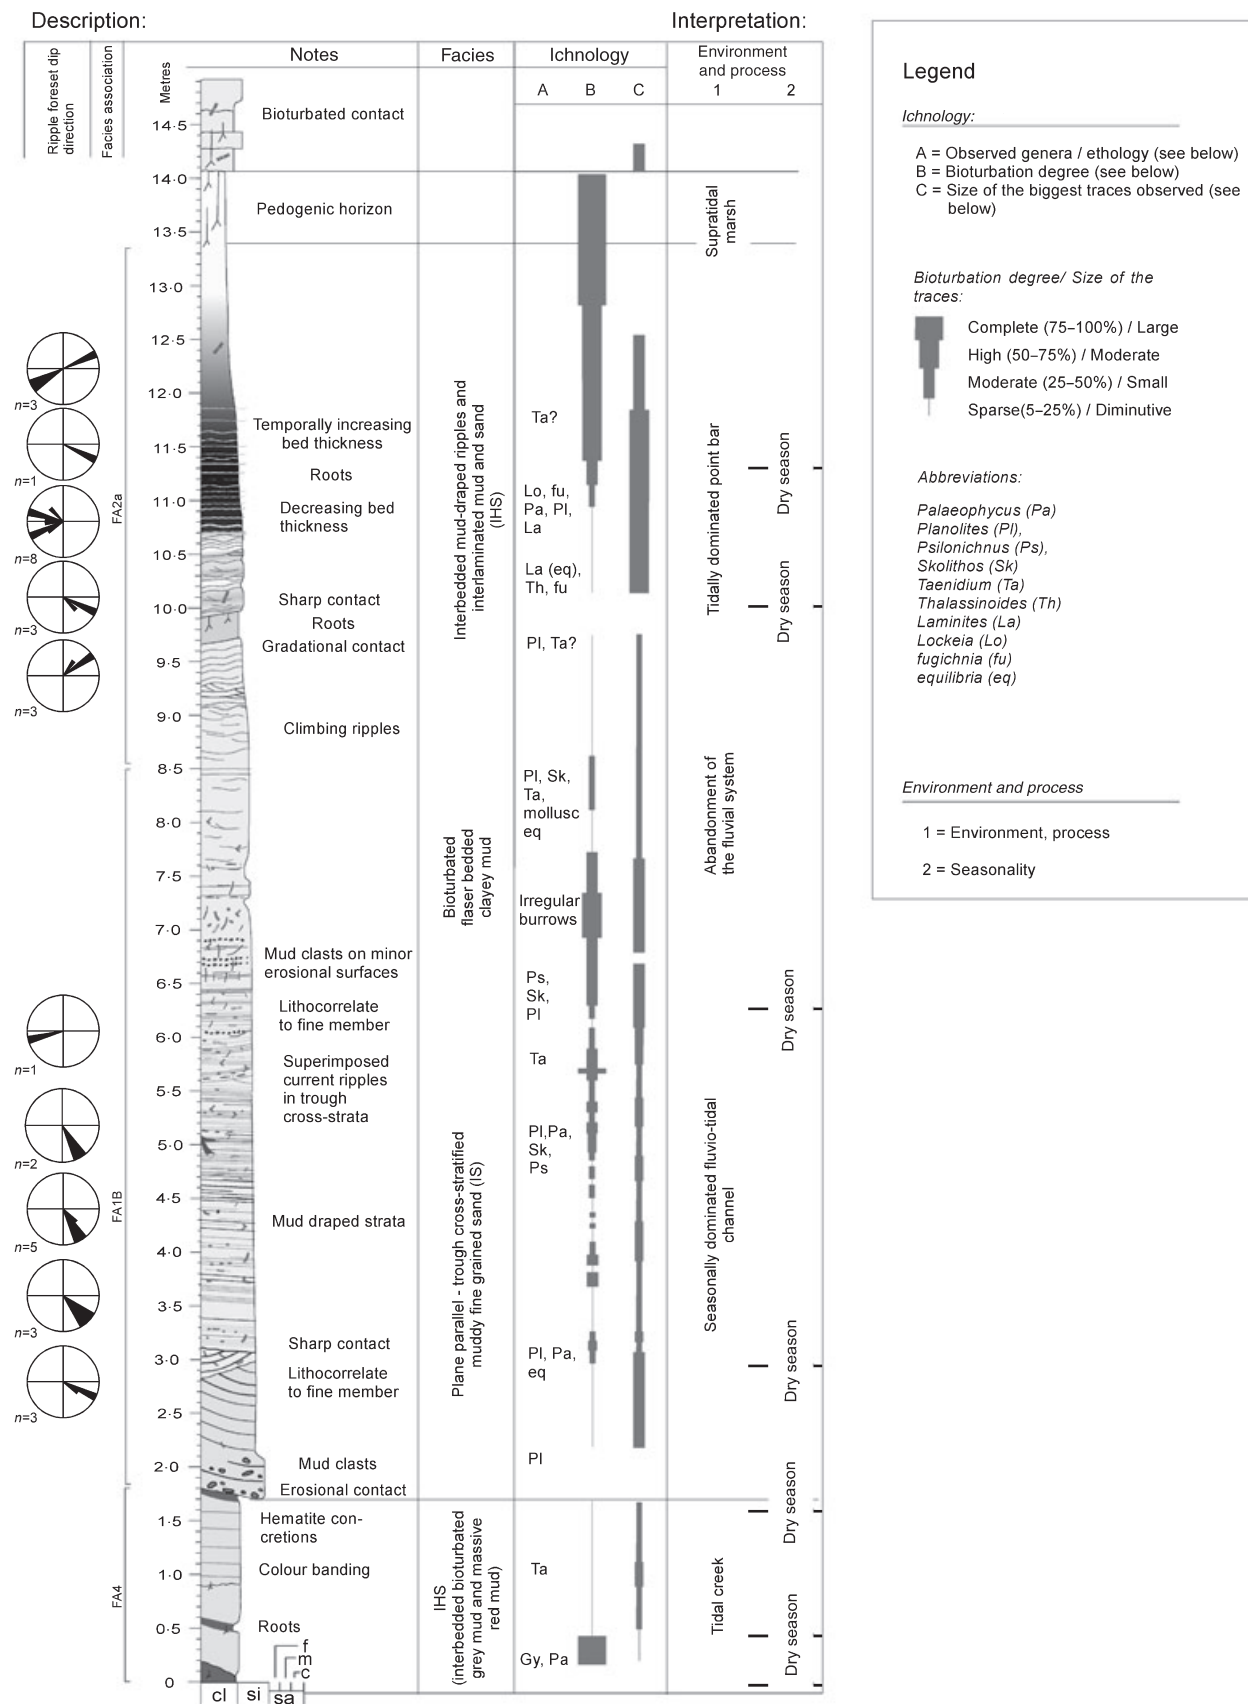 Description:
Interpretation:
Ripple foreset dip
direction
Facies association
Metres
Notes
Facies
Ichnology
A
B
C
Environment
and process
1
2
14·5
14·0
13·5
13·0
12·5
12·0
11·5
11·0
10·5
10·0
9·5
9·0
8·5
8·0
7·5
7·0
6·5
6·0
5·5
5·0
4·5
4·0
3·5
3·0
2·5
2·0
1·5
1·0
0·5
0
n=3
n=1
n=8
n=3
n=3
n=1
n=2
n=5
n=3
n=3
FA2a
FA1B
FA4
Bioturbated contact
Pedogenic horizon
Temporally increasing
bed thickness
Roots
Decreasing bed
thickness
Sharp contact
Roots
Gradational contact
Climbing ripples
Mud clasts on minor
erosional surfaces
Lithocorrelate
to fine member
Superimposed
current ripples
in trough
cross-strata
Mud draped strata
Sharp contact
Lithocorrelate
to fine member
Mud clasts
Erosional contact
Hematite con-
cretions
Colour banding
Roots
f
m
c
cl
si
sa
Interbedded mud-draped ripples and
interlaminated mud and sand
(IHS)
Bioturbated
flaser bedded
clayey mud
Plane parallel - trough cross-stratified
muddy fine grained sand (IS)
IHS
(interbedded bioturbated
grey mud and massive
red mud)
Ta?
Lo, fu,
Pa, Pl,
La
La (eq),
Th, fu
Pl, Ta?
Pl, Sk,
Ta,
mollusc
eq
Irregular
burrows
Ps,
Sk,
Pl
Ta
Pl,Pa,
Sk,
Ps
Pl, Pa,
eq
Pl
Ta
Gy, Pa
Supratidal
marsh
Tidally dominated point bar
Abandonment of
the fluvial system
Seasonally dominated fluvio-tidal
channel
Tidal creek
Dry season
Dry season
Dry season
Dry season
Dry season
Dry season
Legend
Ichnology:
A = Observed genera / ethology (see below)
B = Bioturbation degree (see below)
C = Size of the biggest traces observed (see
below)
Bioturbation degree/ Size of the
traces:
Complete (75–100%) / Large
High (50–75%) / Moderate
Moderate (25–50%) / Small
Sparse(5–25%) / Diminutive
Abbreviations:
Palaeophycus (Pa)
Planolites (Pl),
Psilonichnus (Ps),
Skolithos (Sk)
Taenidium (Ta)
Thalassinoides (Th)
Laminites (La)
Lockeia (Lo)
fugichnia (fu)
equilibria (eq)
Environment and process
1 = Environment, process
2 = Seasonality